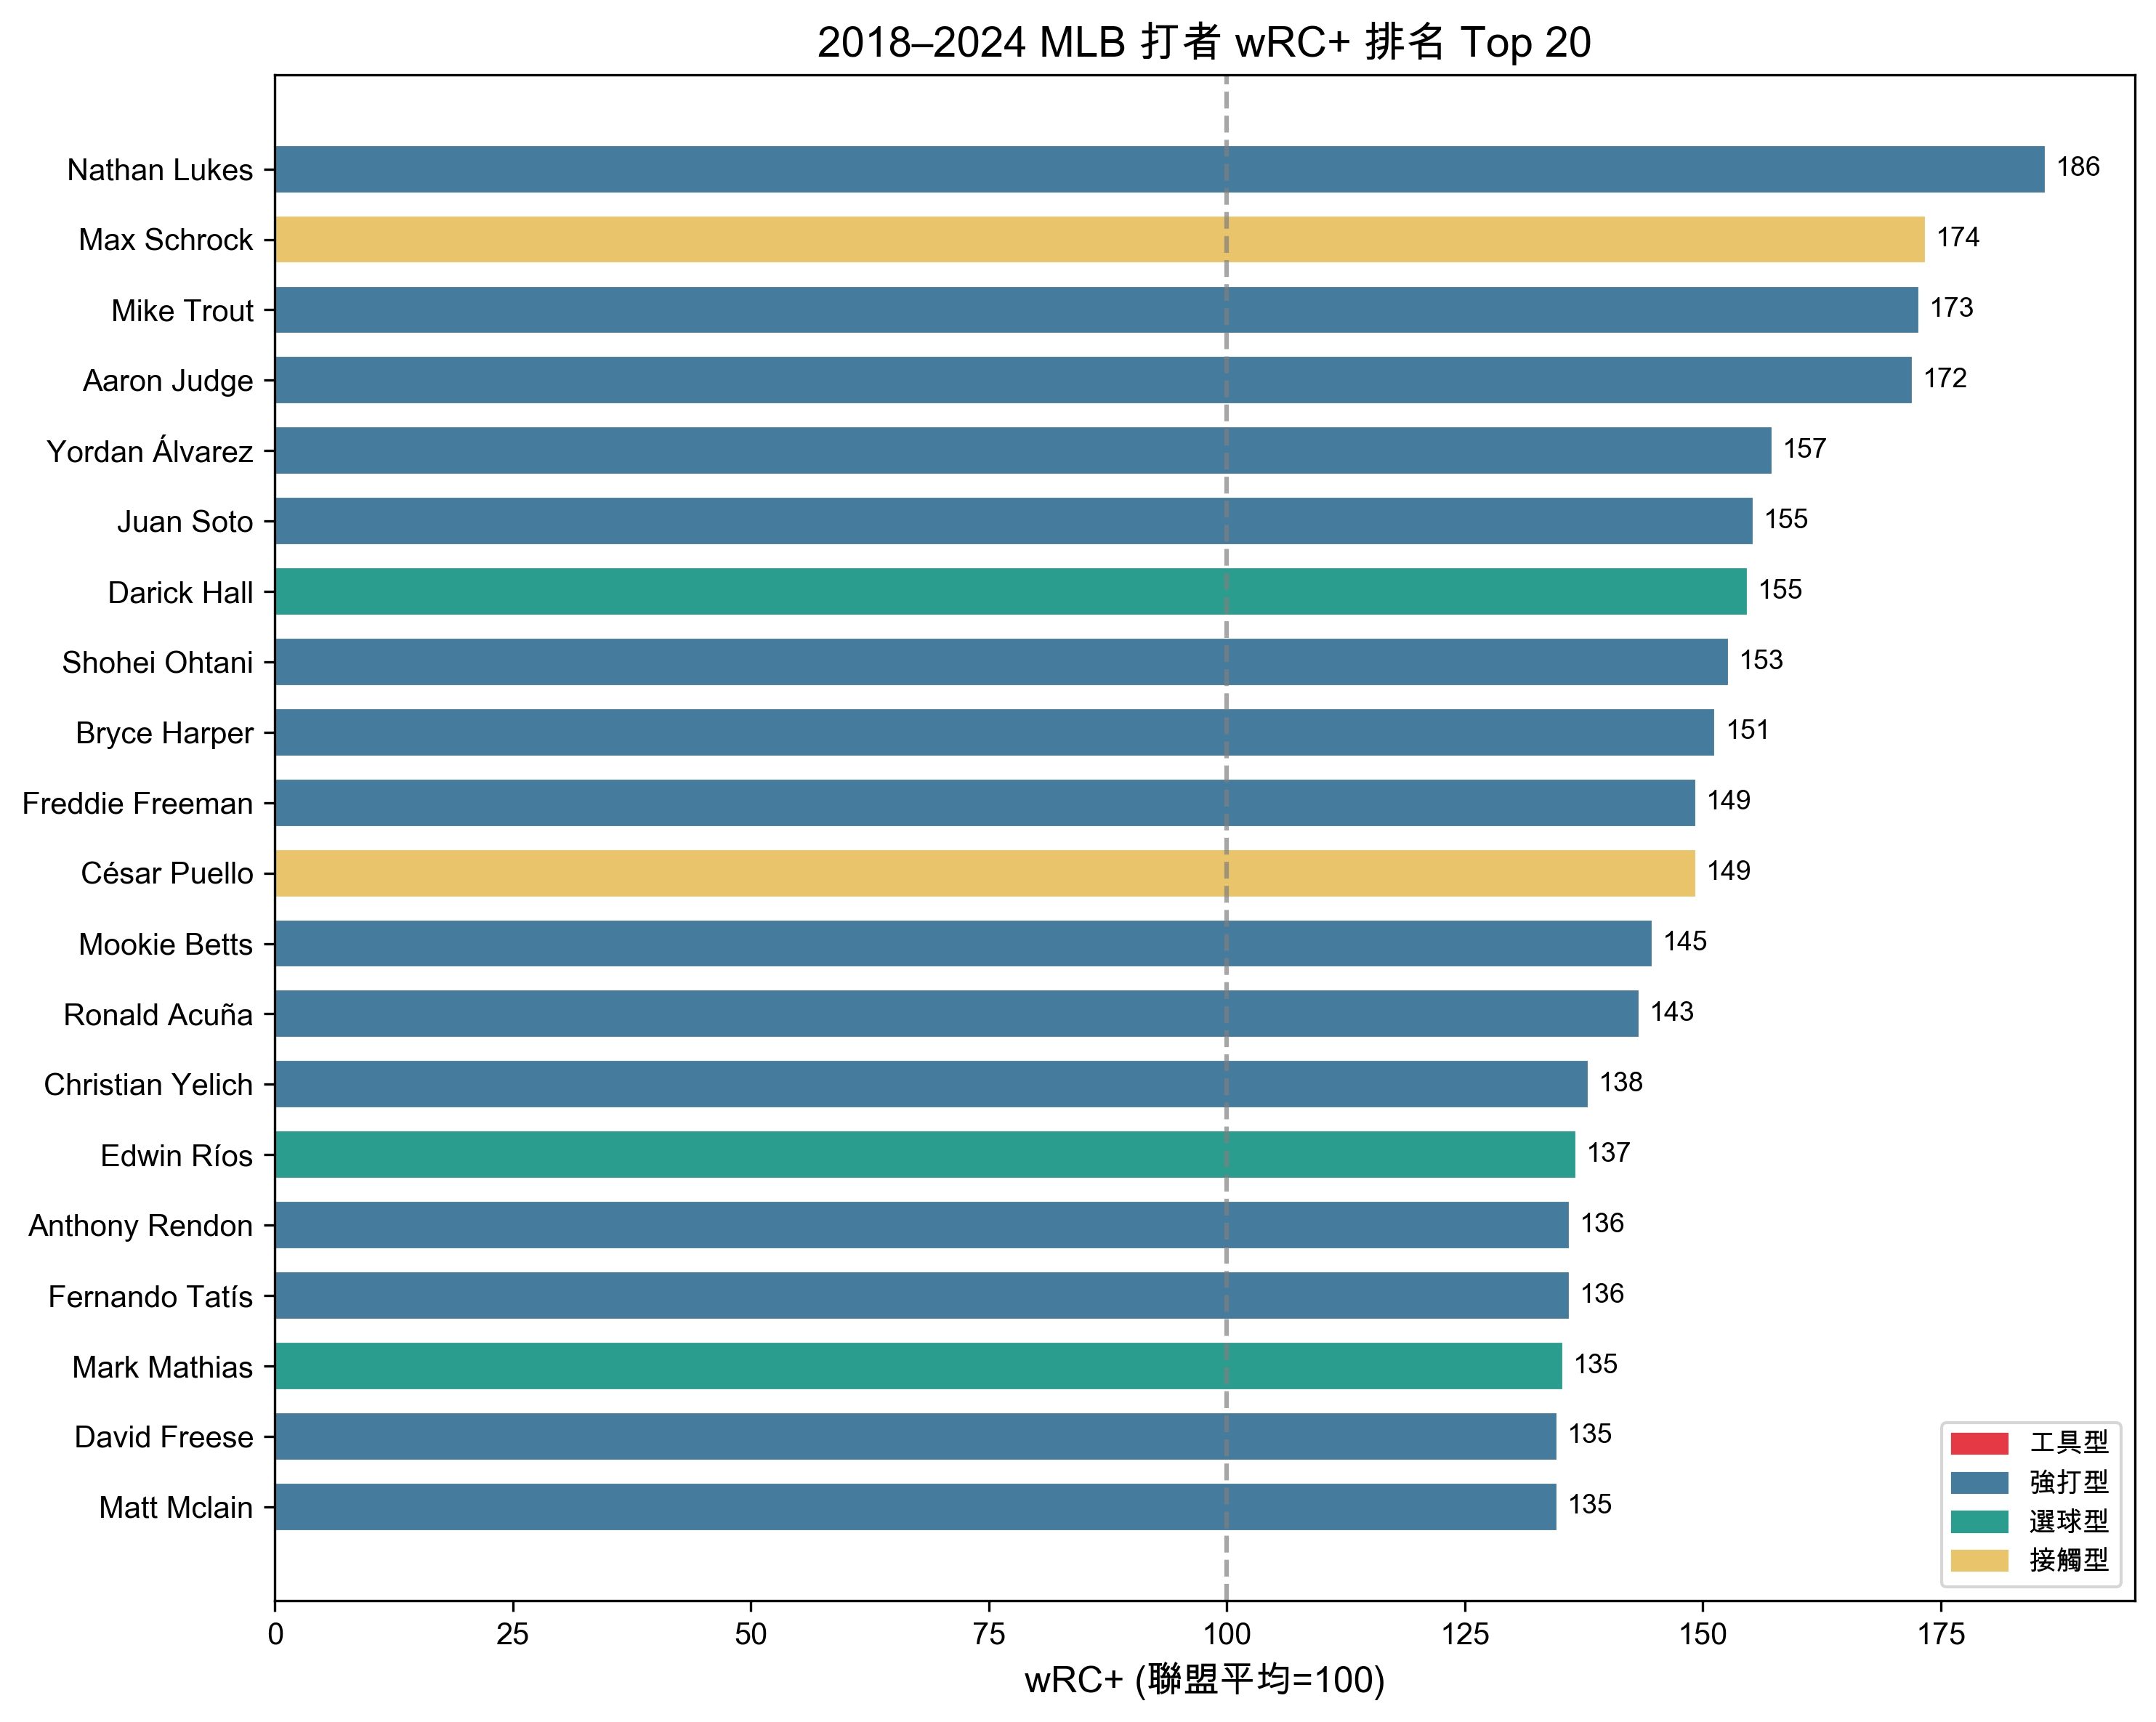 2018–2024 MLB 打者 wRC+ 排名 Top 20
Nathan Lukes 186
Max Schrock 174
Mike Trout 173
Aaron Judge 172
Yordan Álvarez 157
Juan Soto 155
Darick Hall 155
Shohei Ohtani 153
Bryce Harper 151
Freddie Freeman 149
César Puello 149
Mookie Betts 145
Ronald Acuña 143
Christian Yelich 138
Edwin Ríos 137
Anthony Rendon 136
Fernando Tatís 136
Mark Mathias 135
David Freese 135
Matt Mclain 135
工具型
強打型
選球型
接觸型
0 25 50 75 100 125 150 175
wRC+ (聯盟平均=100)